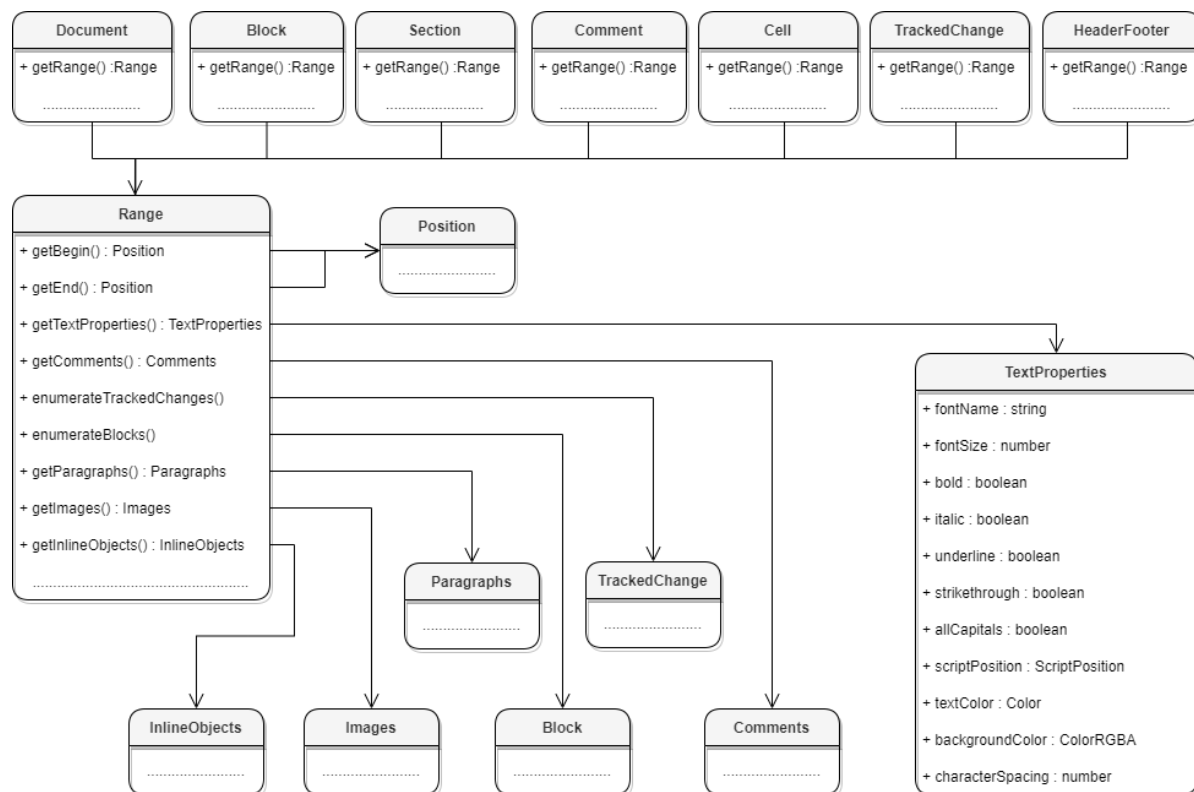 Document
+ getRange() :Range
........................
Block
+ getRange() :Range
........................
Section
+ getRange() :Range
........................
Comment
+ getRange() :Range
........................
Cell
+ getRange() :Range
........................
TrackedChange
+ getRange() :Range
........................
HeaderFooter
+ getRange() :Range
........................
Range
+ getBegin() : Position
+ getEnd() : Position
+ getTextProperties() : TextProperties
+ getComments() : Comments
+ enumerateTrackedChanges()
+ enumerateBlocks()
+ getParagraphs() : Paragraphs
+ getImages() : Images
+ getInlineObjects() : InlineObjects
......................................................
Position
........................
TextProperties
+ fontName : string
+ fontSize : number
+ bold : boolean
+ italic : boolean
+ underline : boolean
+ strikethrough : boolean
+ allCapitals : boolean
+ scriptPosition : ScriptPosition
+ textColor : Color
+ backgroundColor : ColorRGBA
+ characterSpacing : number
Paragraphs
........................
TrackedChange
........................
InlineObjects
........................
Images
........................
Block
........................
Comments
........................